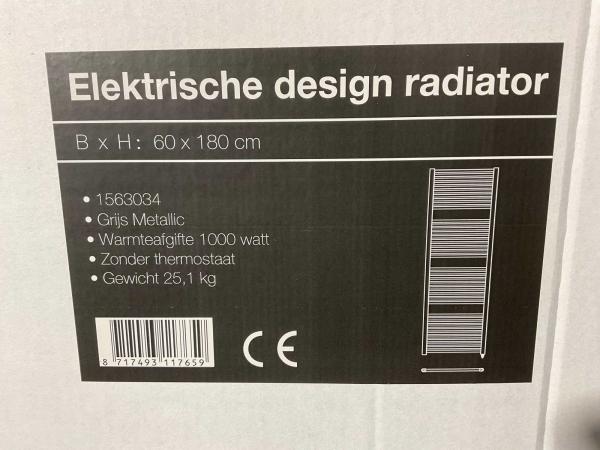 Elektrische design radiator
B x H: 60 x 180 cm
• 1563034
• Grijs Metallic
• Warmteafgifte 1000 watt
• Zonder thermostaat
• Gewicht 25,1 kg
8 717493 117659
CE